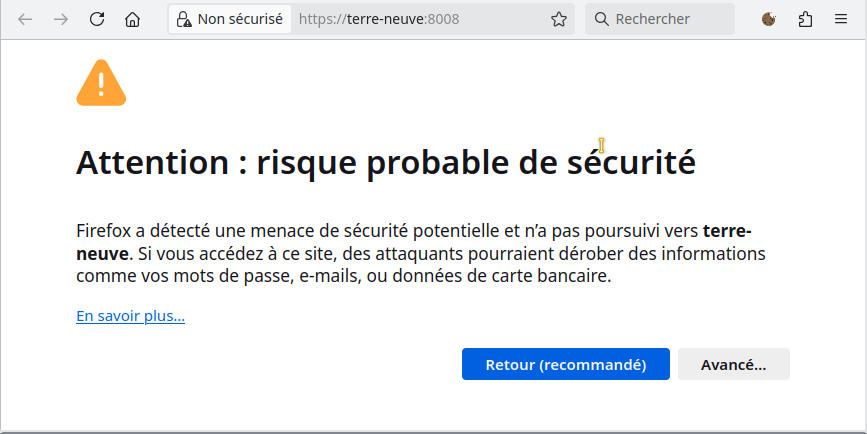 Non sécurisé https://terre-neuve:8008 Rechercher
Attention : risque probable de sécurité
Firefox a détecté une menace de sécurité potentielle et n’a pas poursuivi vers terre-
neuve. Si vous accédez à ce site, des attaquants pourraient dérober des informations
comme vos mots de passe, e-mails, ou données de carte bancaire.
En savoir plus…
Retour (recommandé) Avancé…